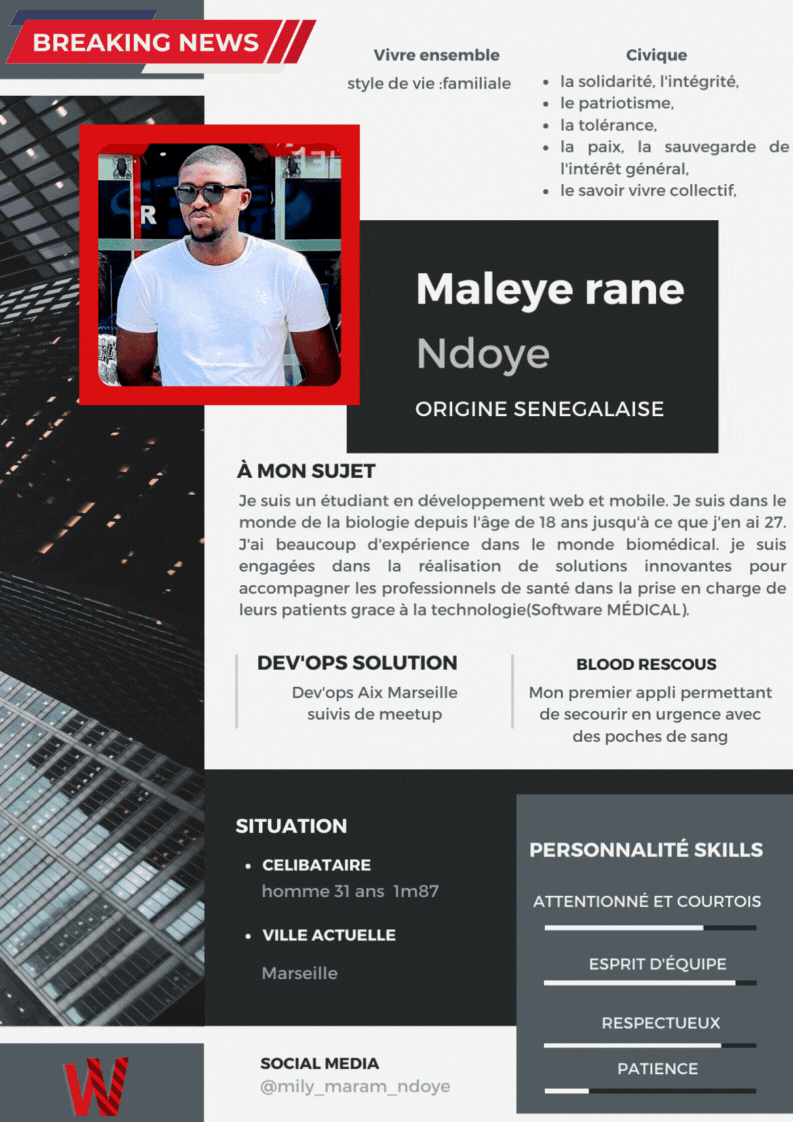 BREAKING NEWS
Vivre ensemble
style de vie :familiale
Civique
la solidarité, l'intégrité,
le patriotisme,
la tolérance,
la paix, la sauvegarde de
l'intérêt général,
le savoir vivre collectif,
R
Maleye rane
Ndoye
ORIGINE SENEGALAISE
À MON SUJET
Je suis un étudiant en développement web et mobile. Je suis dans le
monde de la biologie depuis l'âge de 18 ans jusqu'à ce que j'en ai 27.
J'ai beaucoup d'expérience dans le monde biomédical. je suis
engagées dans la réalisation de solutions innovantes pour
accompagner les professionnels de santé dans la prise en charge de
leurs patients grace à la technologie(Software MÉDICAL).
DEV'OPS SOLUTION
Dev'ops Aix Marseille
suivis de meetup
BLOOD RESCOUS
Mon premier appli permettant
de secourir en urgence avec
des poches de sang
SITUATION
CELIBATAIRE
homme 31 ans 1m87
VILLE ACTUELLE
Marseille
PERSONNALITÉ SKILLS
ATTENTIONNÉ ET COURTOIS
ESPRIT D'ÉQUIPE
RESPECTUEUX
PATIENCE
SOCIAL MEDIA
@mily_maram_ndoye
W